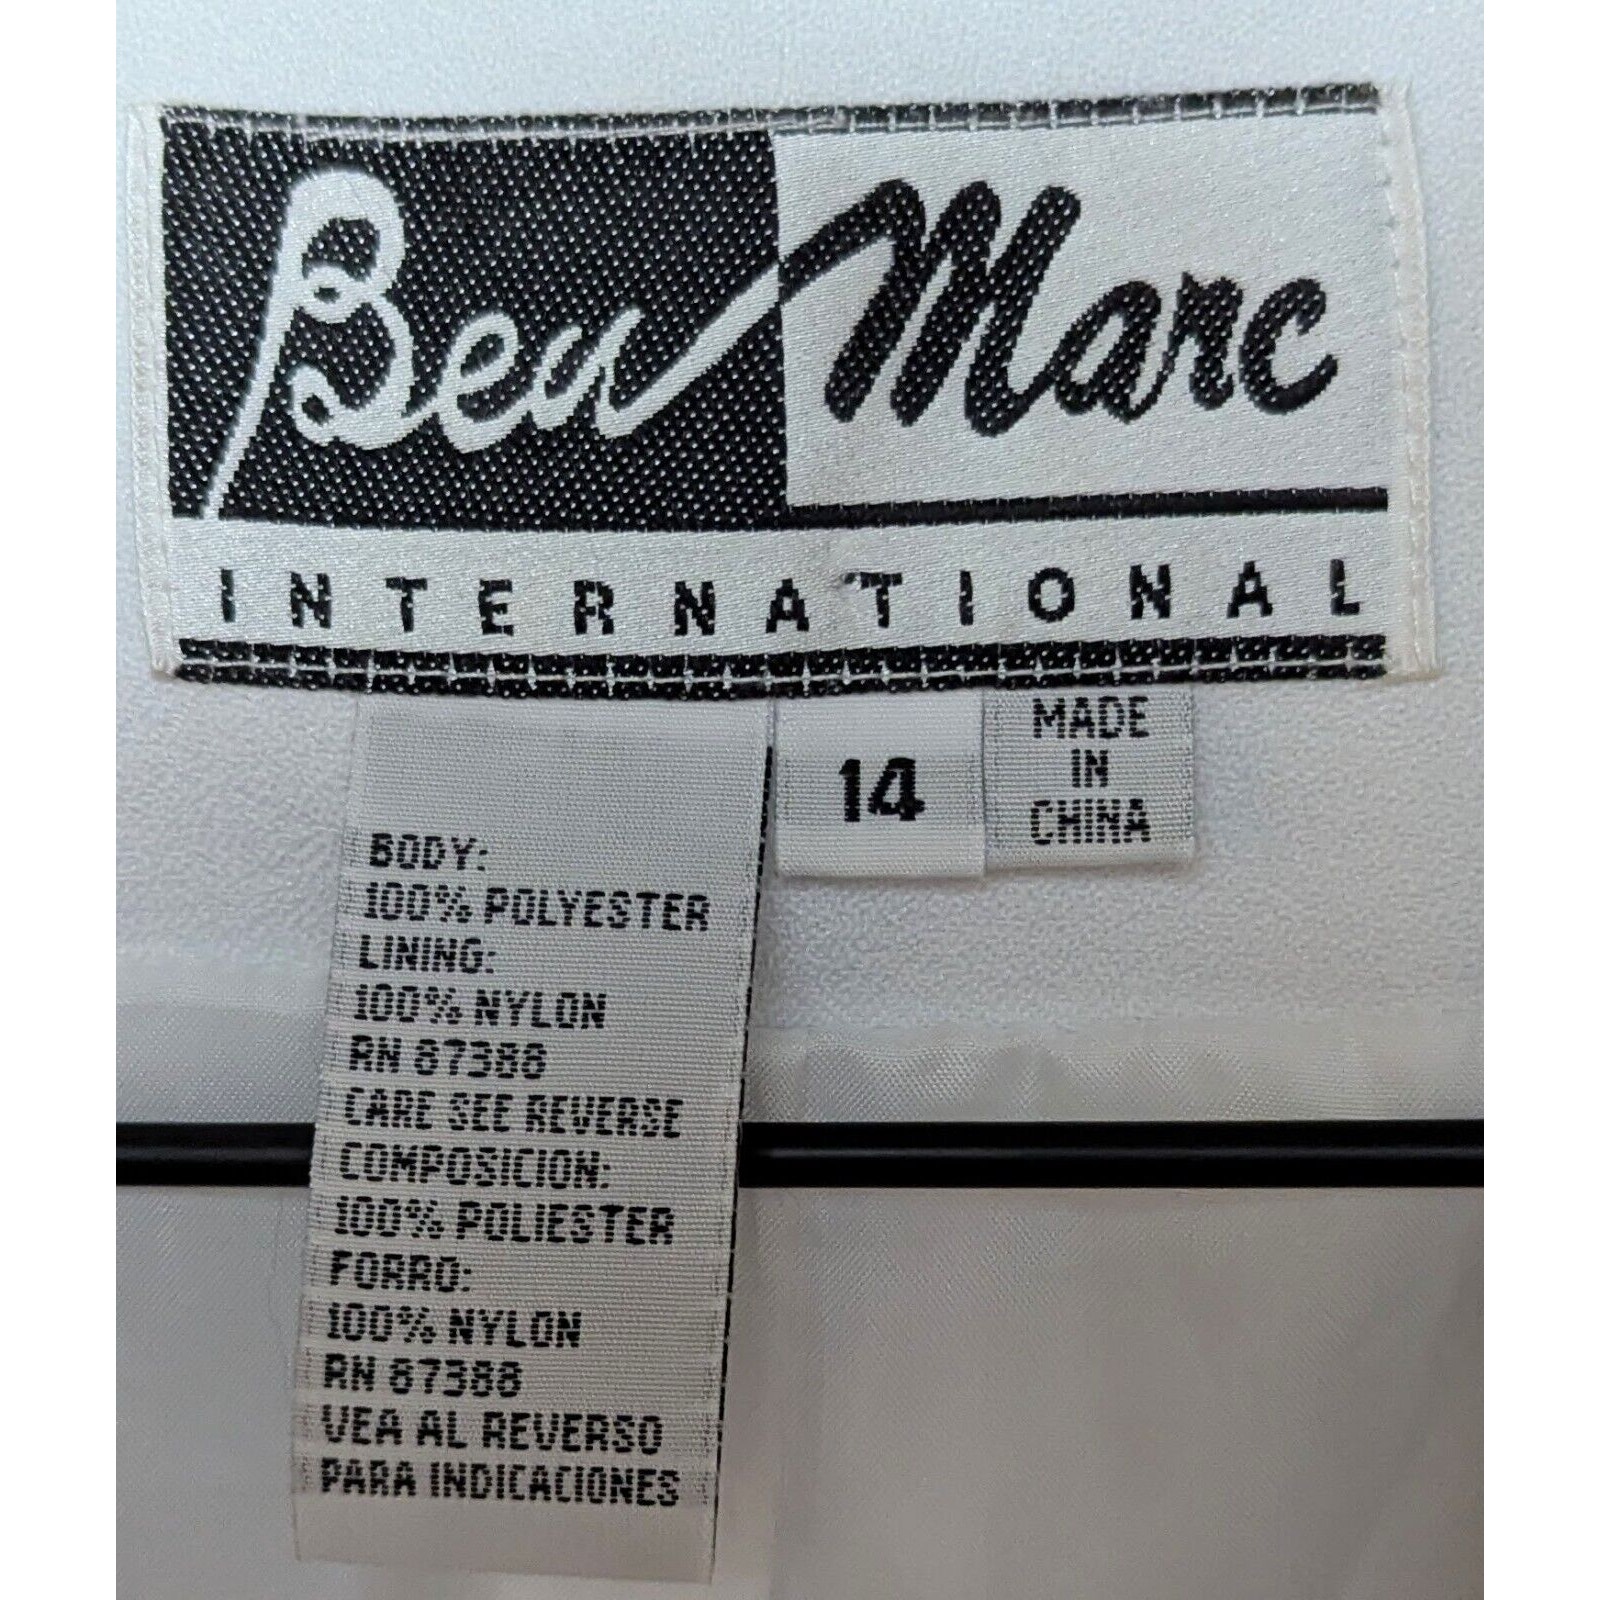 Ben Marc
INTERNATIONAL
14
MADE
IN
CHINA
BODY:
100% POLYESTER
LINING:
100% NYLON
RN 87388
CARE SEE REVERSE
COMPOSICION:
100% POLIESTER
FORRO:
100% NYLON
RN 87388
VEA AL REVERSO
PARA INDICACIONES